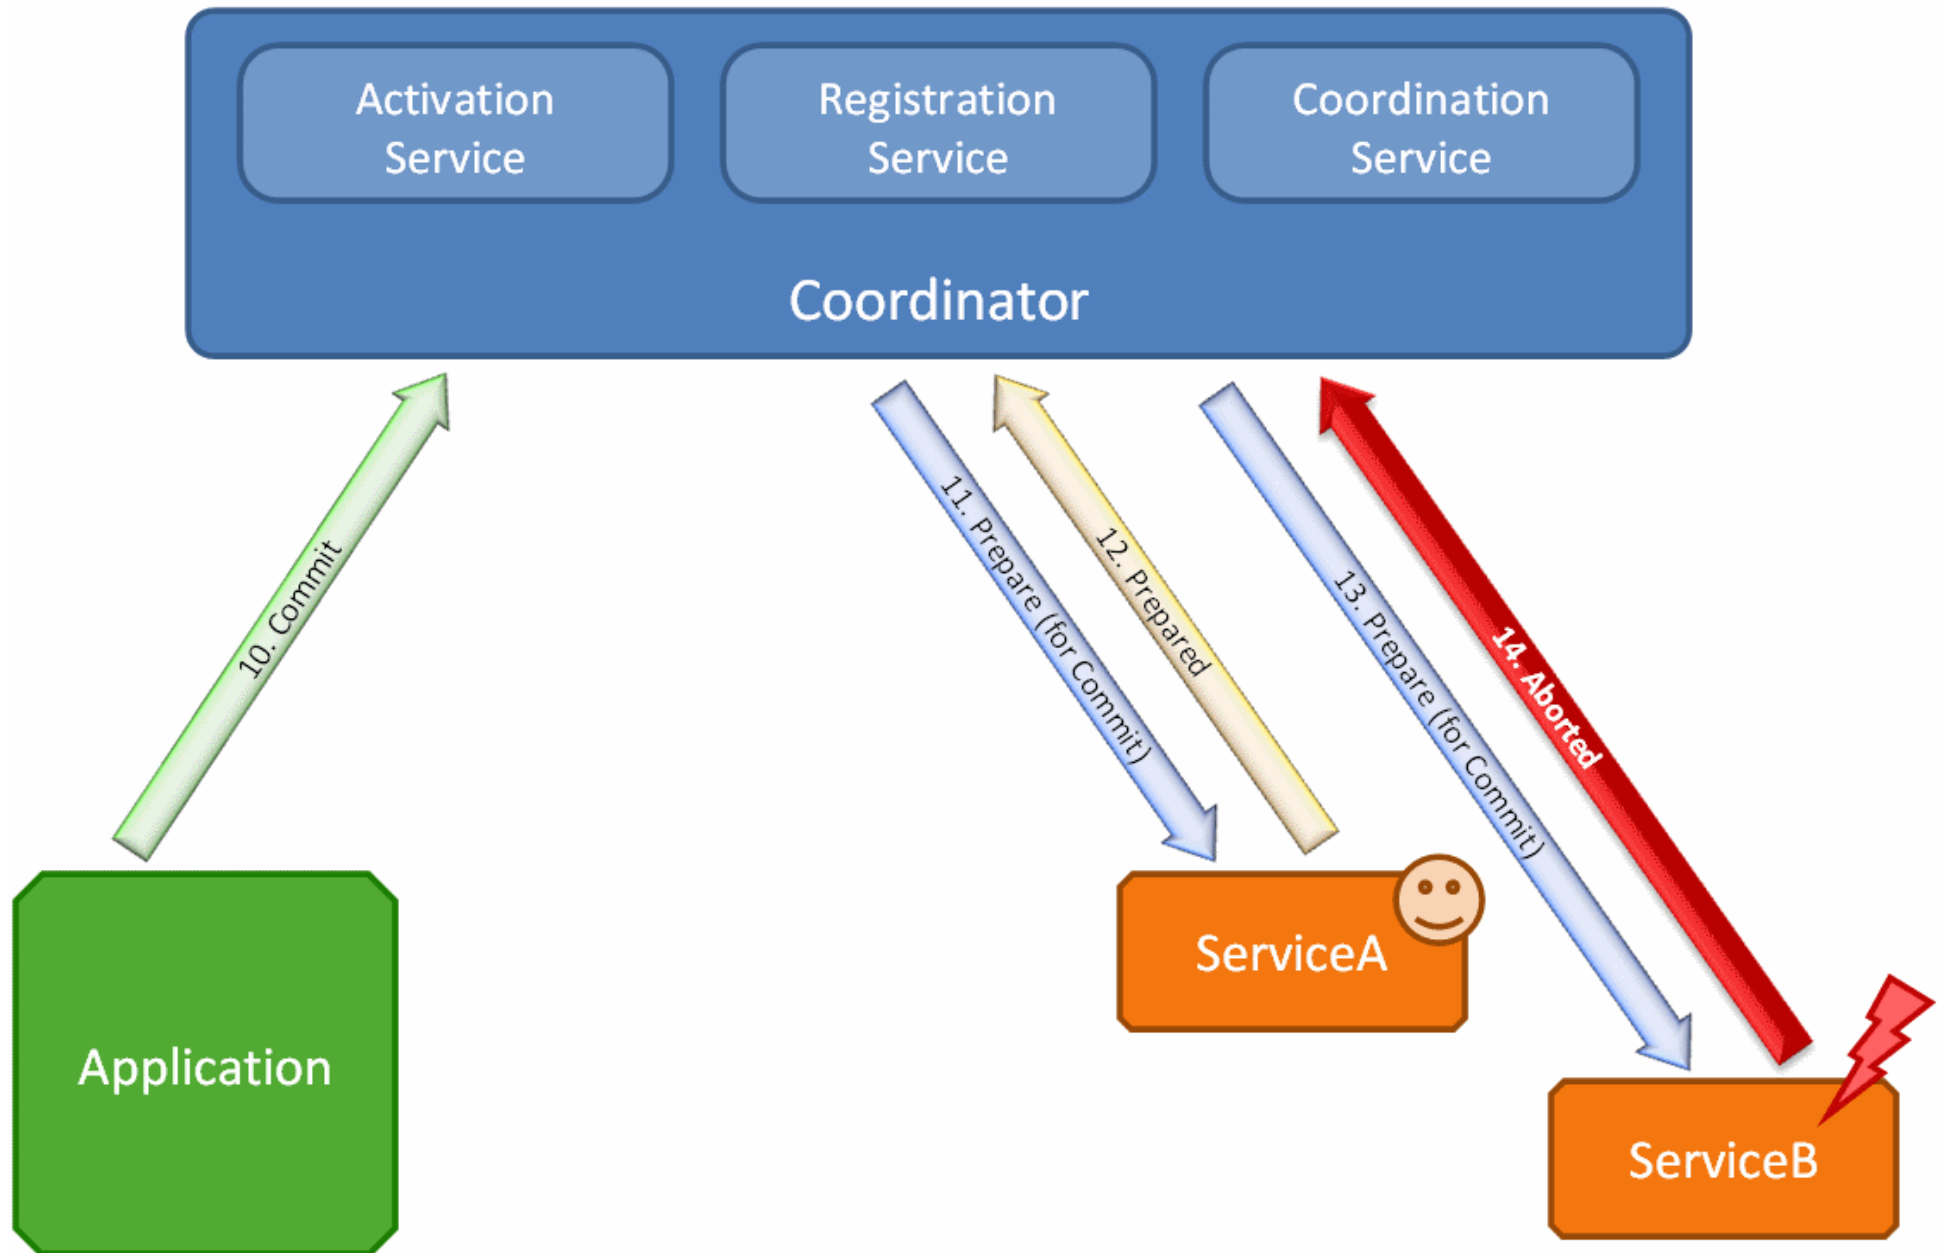 Activation
Service
Registration
Service
Coordination
Service
Coordinator
10. Commit
11. Prepare (for Commit)
12. Prepared
13. Prepare (for Commit)
14. Aborted
ServiceA
Application
ServiceB